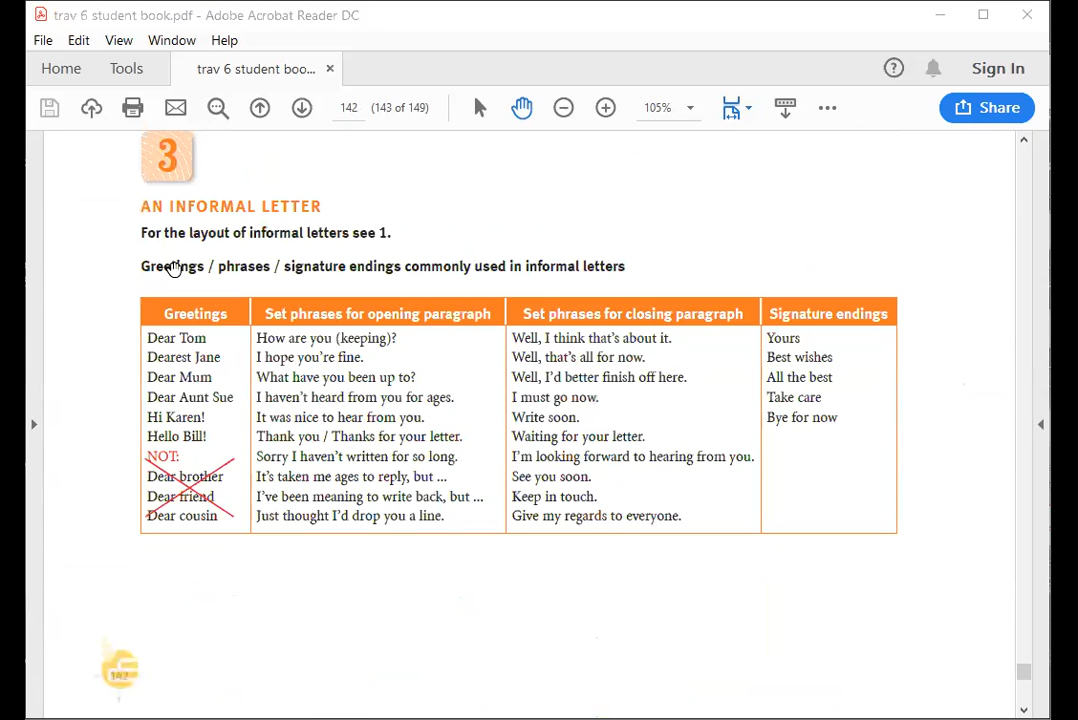 trav 6 student book.pdf - Adobe Acrobat Reader DC
File Edit View Window Help
Home Tools trav 6 student boo... × Sign In
142 (143 of 149) 105% ... Share
3
AN INFORMAL LETTER
For the layout of informal letters see 1.
Greetings / phrases / signature endings commonly used in informal letters
Greetings
Dear Tom
Dearest Jane
Dear Mum
Dear Aunt Sue
Hi Karen!
Hello Bill!
NOT:
Dear brother
Dear friend
Dear cousin
Set phrases for opening paragraph
How are you (keeping)?
I hope you're fine.
What have you been up to?
I haven't heard from you for ages.
It was nice to hear from you.
Thank you / Thanks for your letter.
Sorry I haven't written for so long.
It's taken me ages to reply, but ...
I've been meaning to write back, but ...
Just thought I'd drop you a line.
Set phrases for closing paragraph
Well, I think that's about it.
Well, that's all for now.
Well, I'd better finish off here.
I must go now.
Write soon.
Waiting for your letter.
I'm looking forward to hearing from you.
See you soon.
Keep in touch.
Give my regards to everyone.
Signature endings
Yours
Best wishes
All the best
Take care
Bye for now
142